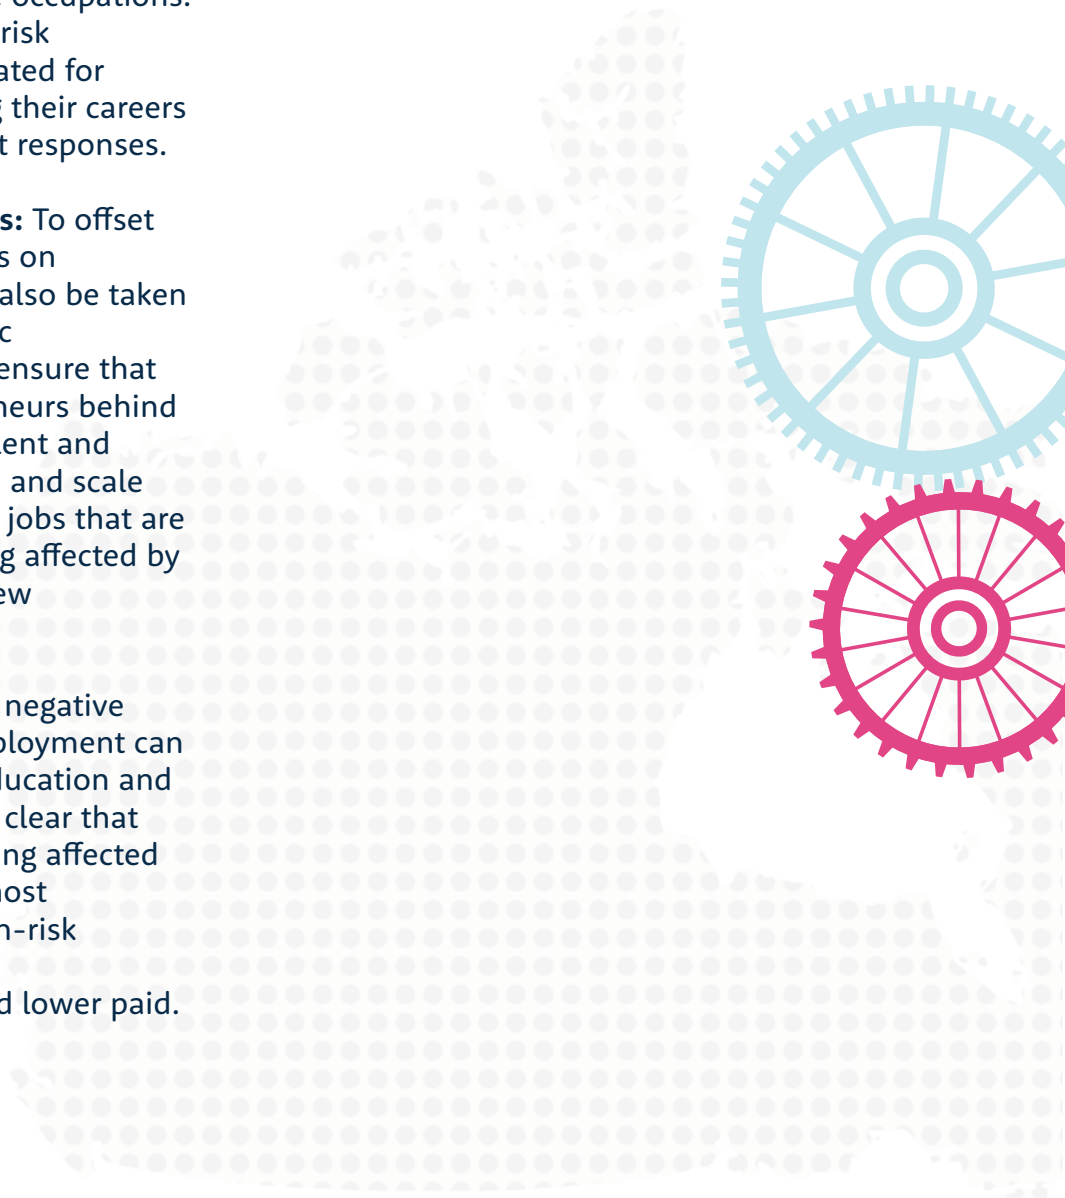 occupations.
risk
ated for
their careers
t responses.
s: To offset
s on
also be taken
c
ensure that
neurs behind
ent and
and scale
jobs that are
g affected by
ew
negative
ployment can
ducation and
clear that
ng affected
ost
n-risk
d lower paid.